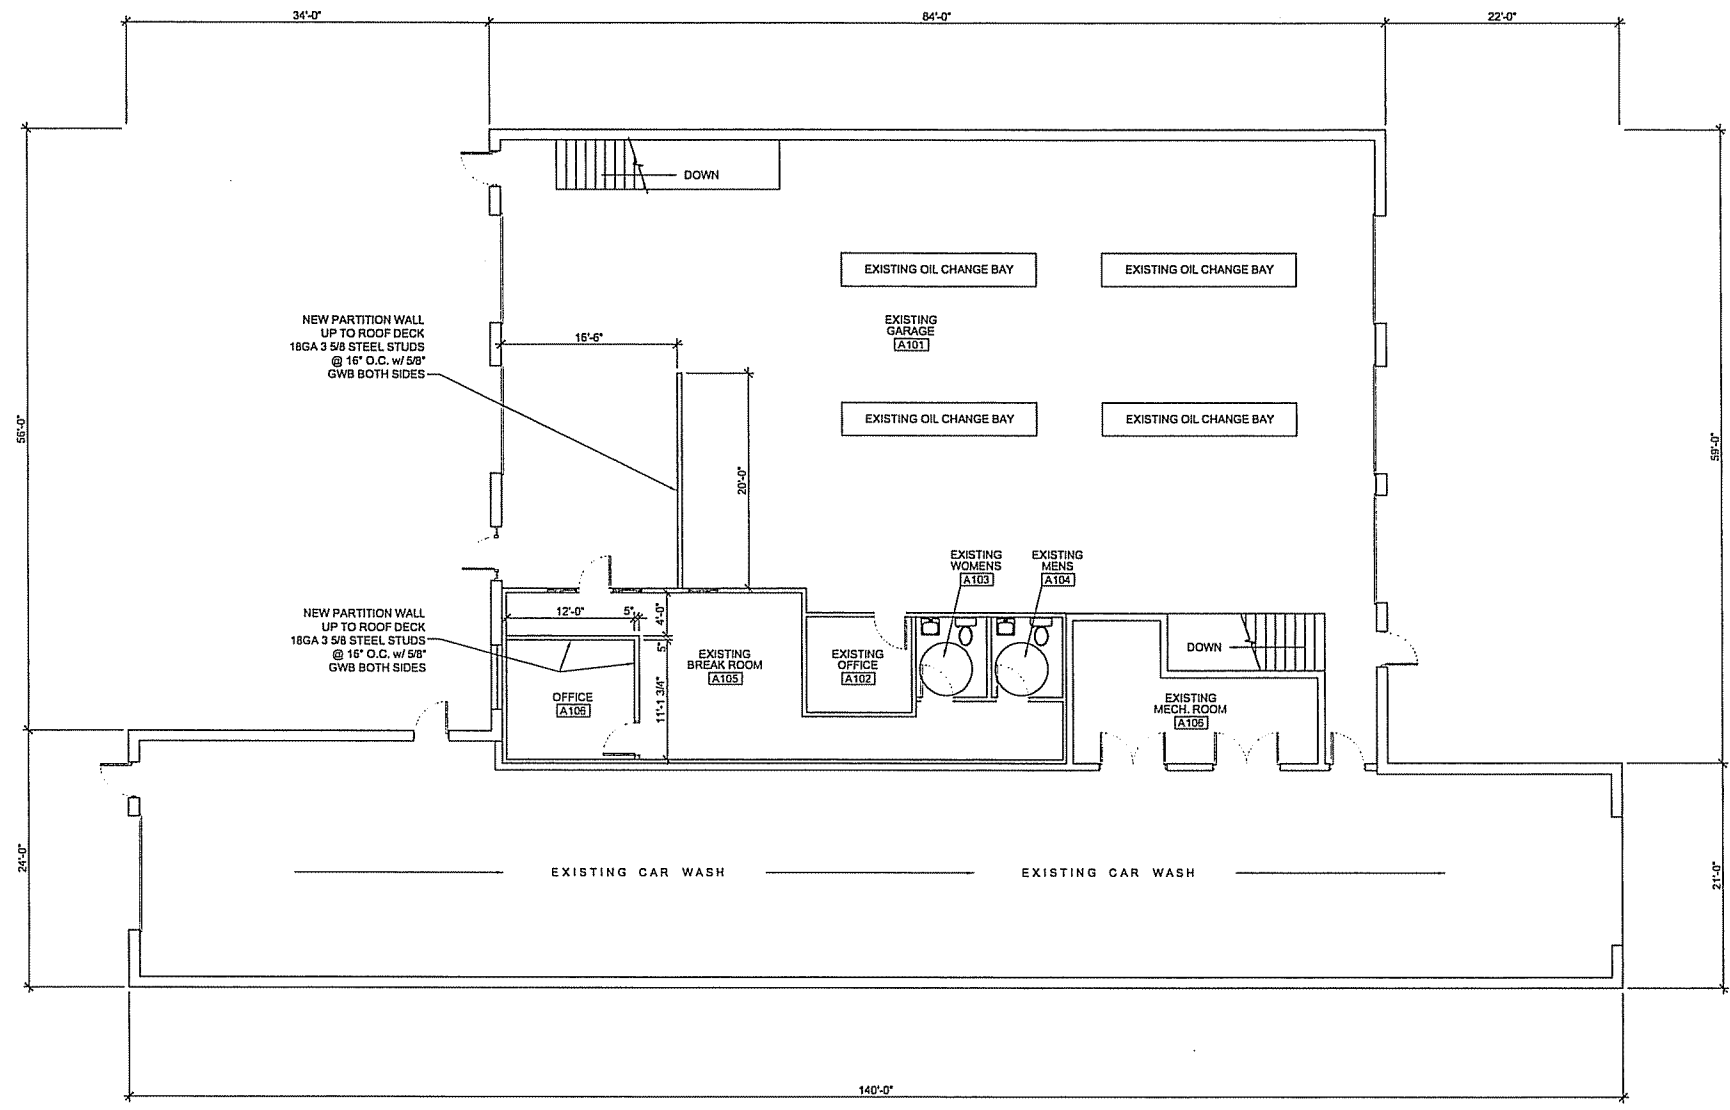 34'-0"
84'-0"
22'-0"
DOWN
EXISTING OIL CHANGE BAY
EXISTING OIL CHANGE BAY
NEW PARTITION WALL
UP TO ROOF DECK
18GA 3 5/8 STEEL STUDS
@ 16" O.C. w/ 5/8"
GWB BOTH SIDES
16'-6"
EXISTING
GARAGE
A101
56'-0"
59'-0"
EXISTING OIL CHANGE BAY
EXISTING OIL CHANGE BAY
20'-0"
EXISTING
WOMENS
A103
EXISTING
MENS
A104
NEW PARTITION WALL
UP TO ROOF DECK
18GA 3 5/8 STEEL STUDS
@ 16" O.C. w/ 5/8"
GWB BOTH SIDES
12'-0"
5"
4'-0"
5"
11'-1 3/4"
EXISTING
BREAK ROOM
A105
EXISTING
OFFICE
A102
DOWN
OFFICE
A106
EXISTING
MECH. ROOM
A106
24'-0"
EXISTING CAR WASH
EXISTING CAR WASH
21'-0"
140'-0"